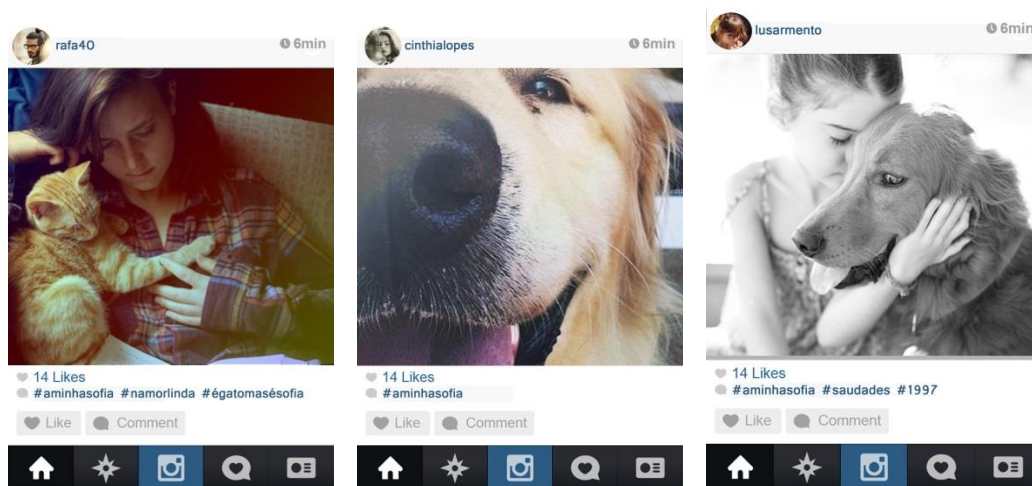 rafa40 6min
14 Likes
#aminhasofia #namorlinda #égatomasésofia
Like Comment
cinthialopes 6min
14 Likes
#aminhasofia
Like Comment
lusarmento 6min
14 Likes
#aminhasofia #saudades #1997
Like Comment